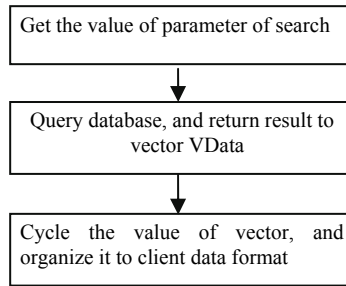 Get the value of parameter of search
Query database, and return result to
vector VData
Cycle the value of vector, and
organize it to client data format